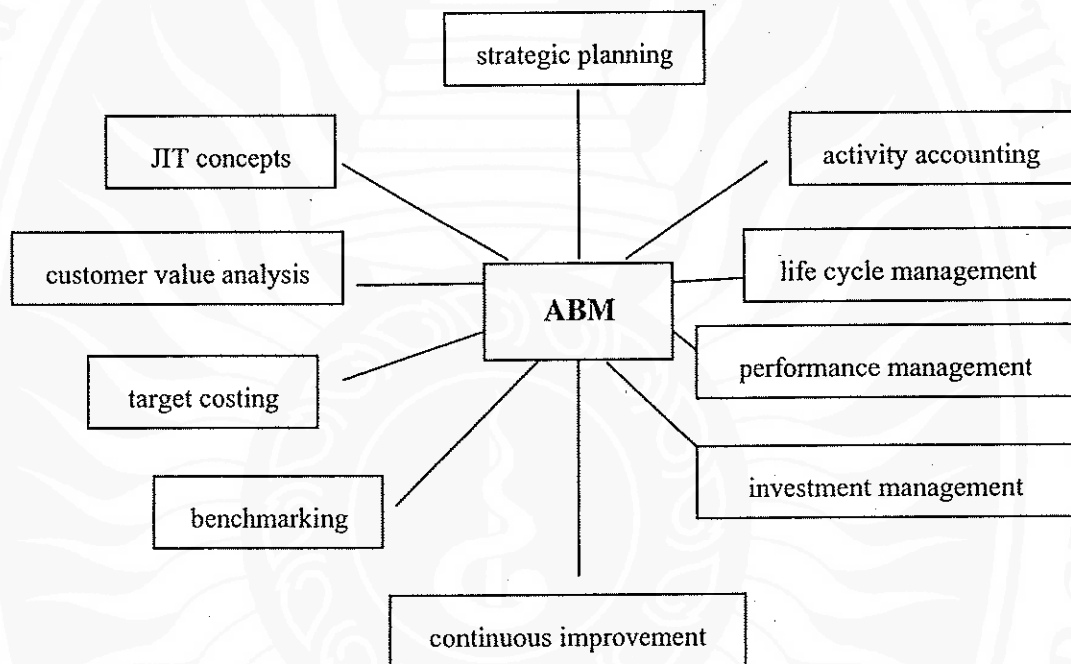 strategic planning
JIT concepts
activity accounting
customer value analysis
life cycle management
ABM
performance management
target costing
investment management
benchmarking
continuous improvement